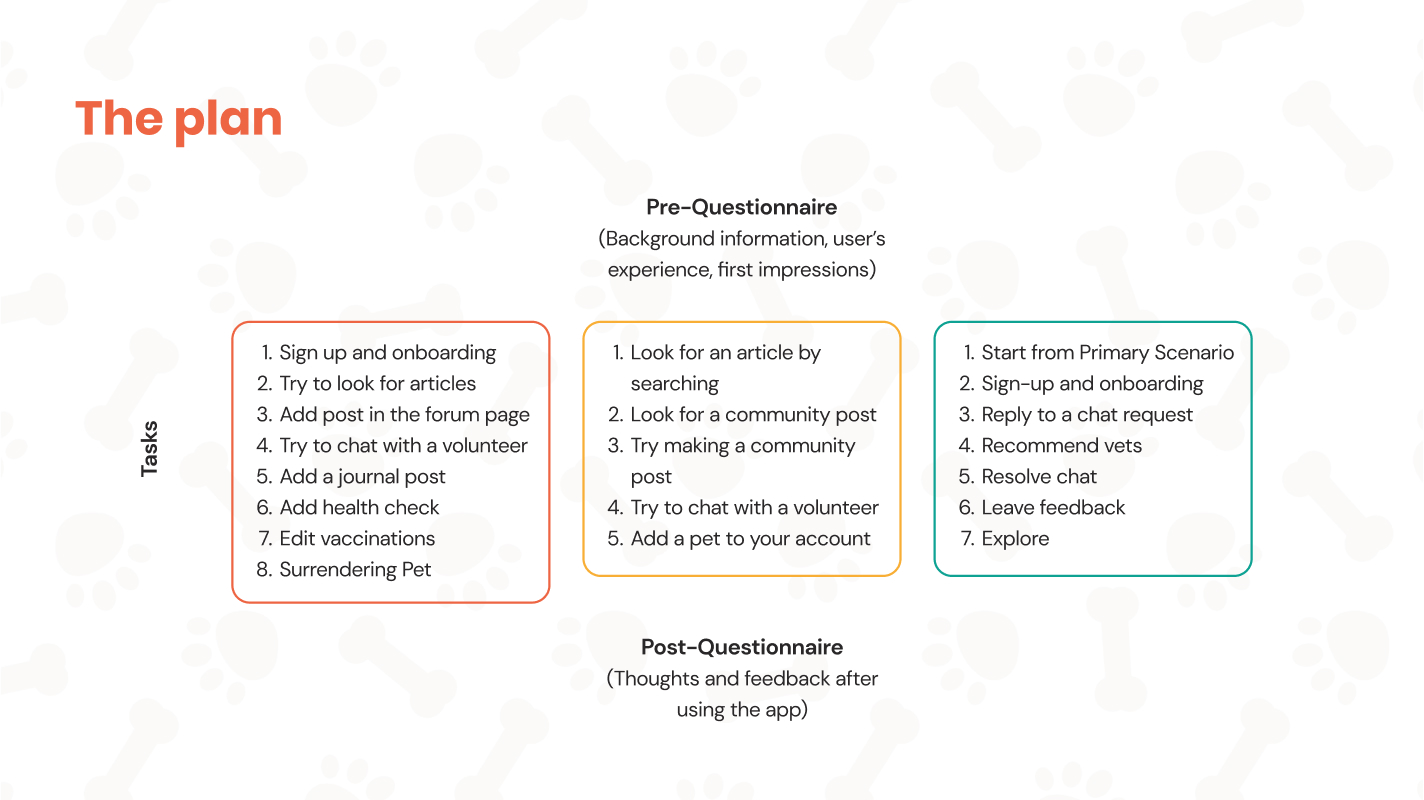 The plan
Pre-Questionnaire
(Background information, user’s
experience, first impressions)
Tasks
1. Sign up and onboarding
2. Try to look for articles
3. Add post in the forum page
4. Try to chat with a volunteer
5. Add a journal post
6. Add health check
7. Edit vaccinations
8. Surrendering Pet
1. Look for an article by
searching
2. Look for a community post
3. Try making a community
post
4. Try to chat with a volunteer
5. Add a pet to your account
1. Start from Primary Scenario
2. Sign-up and onboarding
3. Reply to a chat request
4. Recommend vets
5. Resolve chat
6. Leave feedback
7. Explore
Post-Questionnaire
(Thoughts and feedback after
using the app)